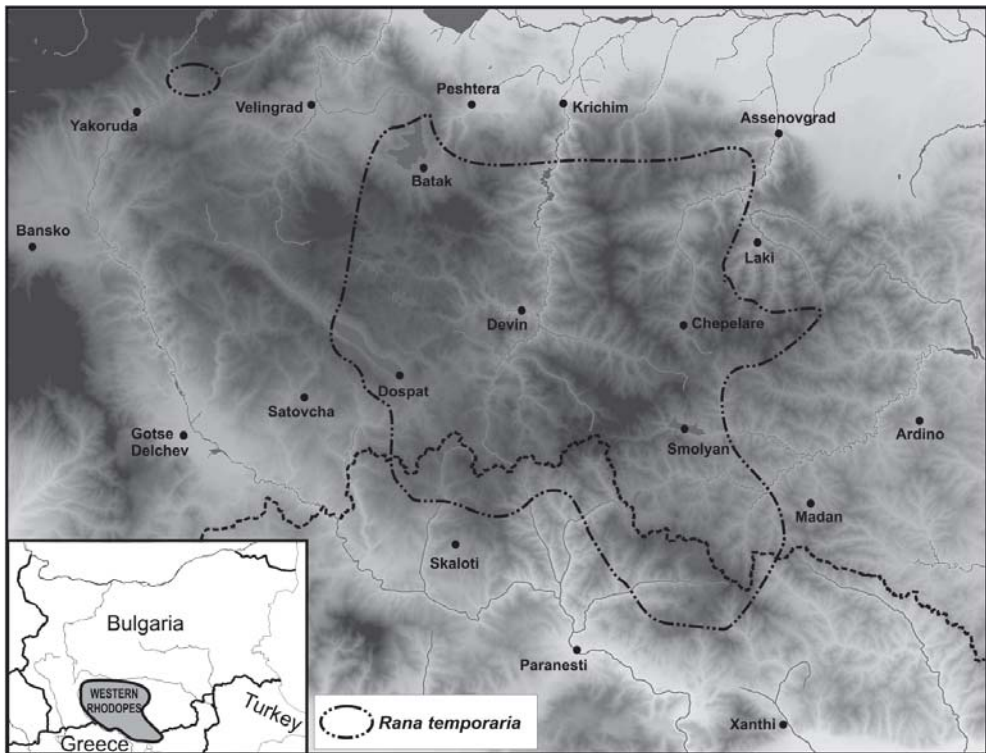 Peshtera
Velingrad
Krichim
Yakoruda
Assenovgrad
Batak
Bansko
Laki
Devin
Chepelare
Dospat
Satovcha
Gotse
Delchev
Smolyan
Ardino
Madan
Skaloti
Bulgaria
WESTERN
RHODOPES
Turkey
Greece
Paranesti
Rana temporaria
Xanthi